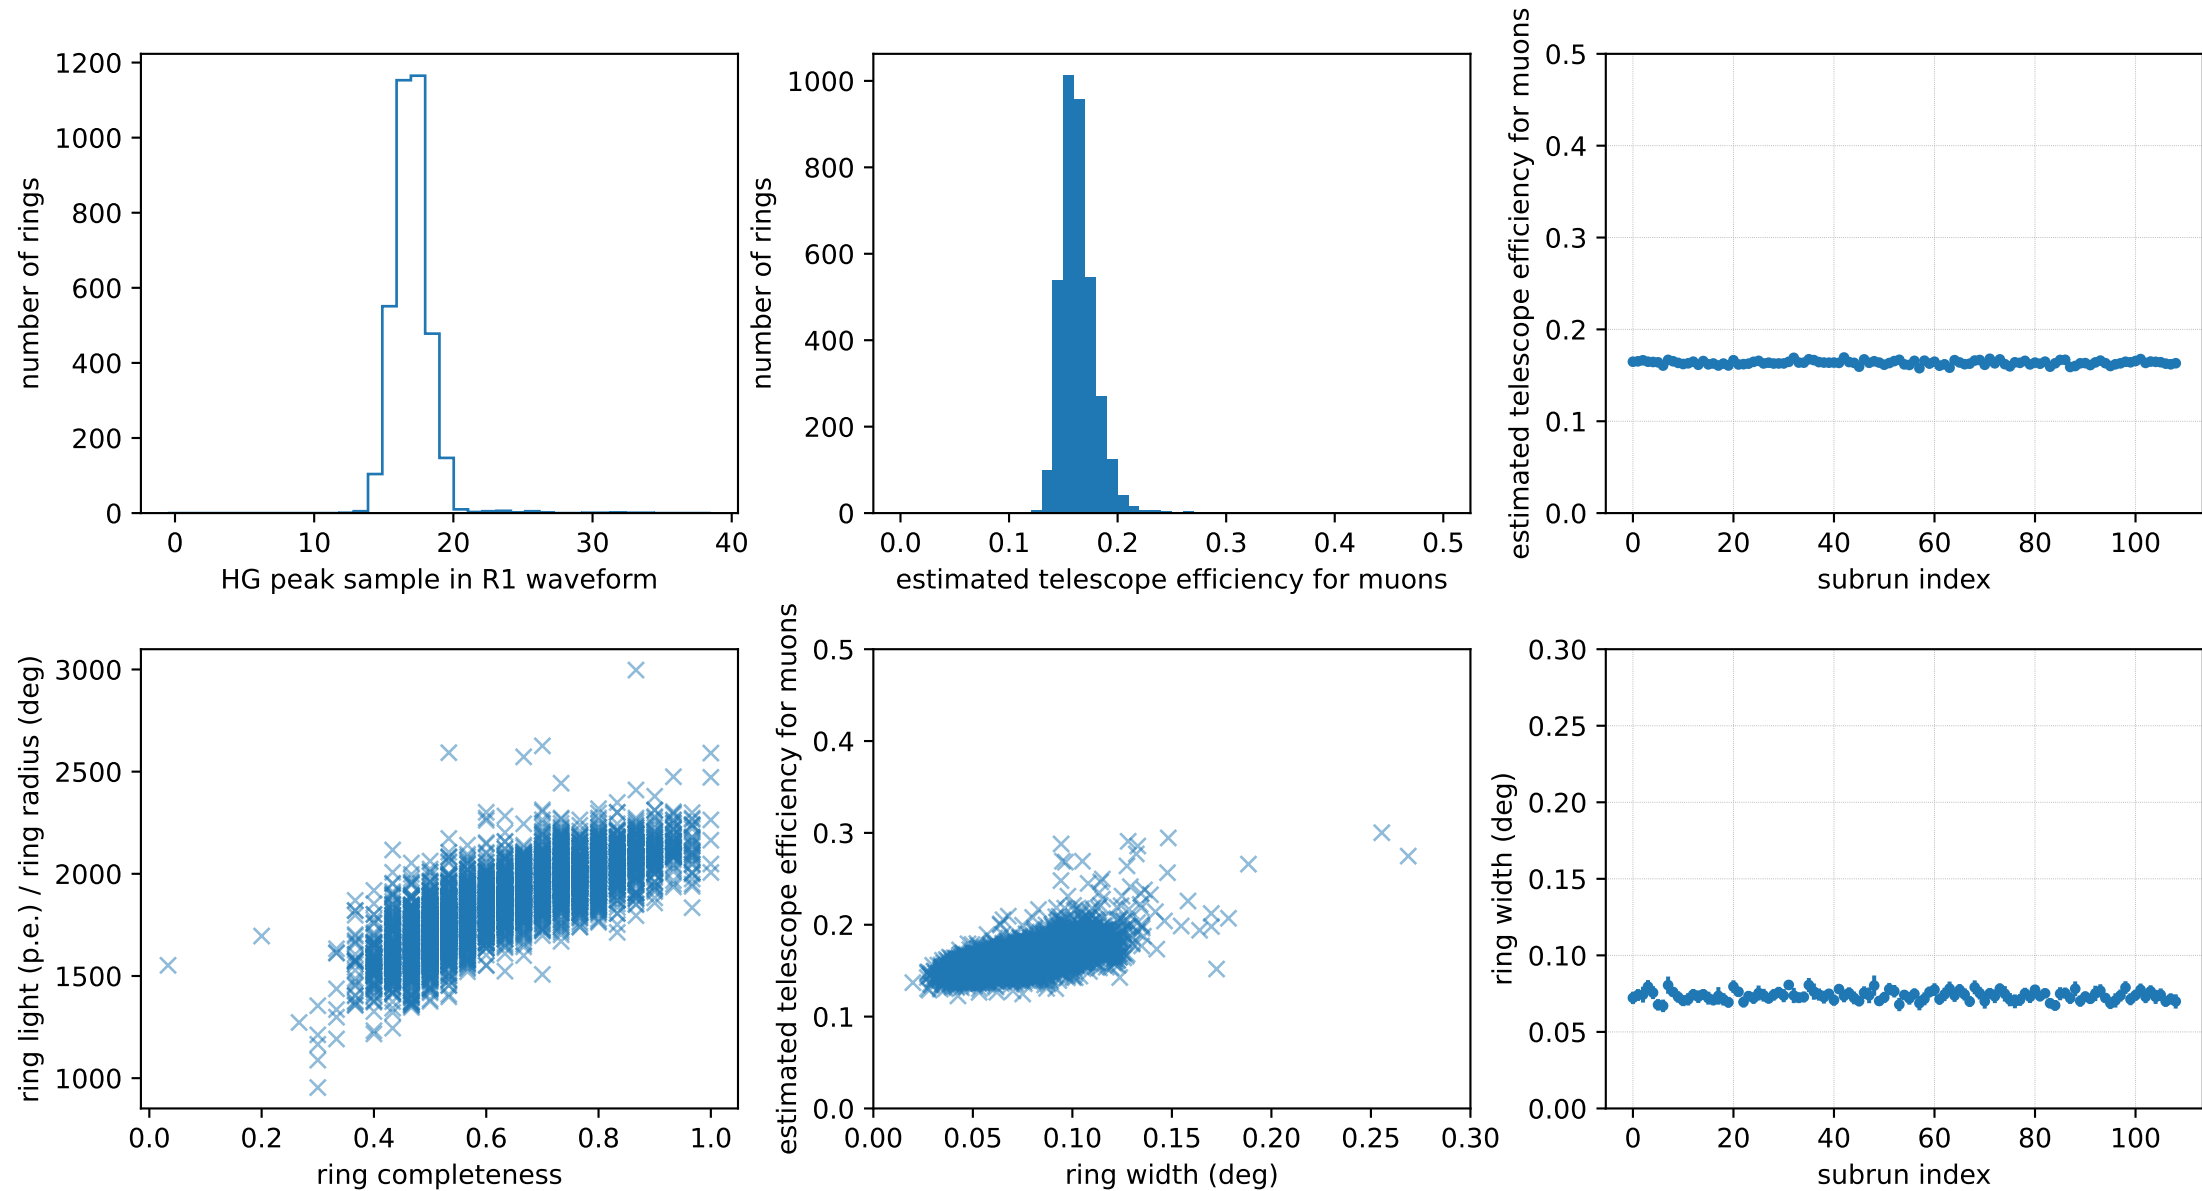 number of rings
1200
1000
800
600
400
200
0
0 10 20 30 40
HG peak sample in R1 waveform
number of rings
1000
800
600
400
200
0
0.0 0.1 0.2 0.3 0.4 0.5
estimated telescope efficiency for muons
estimated telescope efficiency for muons
0.5
0.4
0.3
0.2
0.1
0.0
0 20 40 60 80 100
subrun index
ring light (p.e.) / ring radius (deg)
3000
2500
2000
1500
1000
0.0 0.2 0.4 0.6 0.8 1.0
ring completeness
estimated telescope efficiency for muons
0.5
0.4
0.3
0.2
0.1
0.0
0.00 0.05 0.10 0.15 0.20 0.25 0.30
ring width (deg)
ring width (deg)
0.30
0.25
0.20
0.15
0.10
0.05
0.00
0 20 40 60 80 100
subrun index